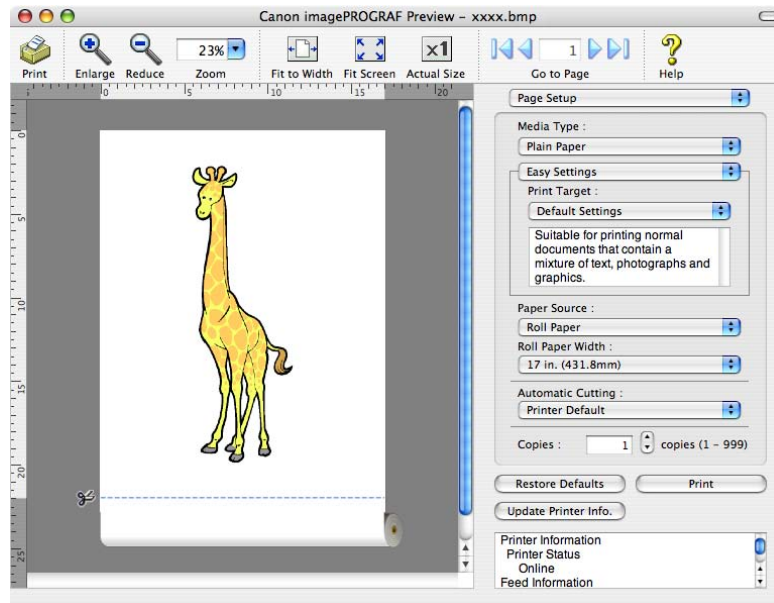 Canon imagePROGRAF Preview – xxxx.bmp
Print
Enlarge
Reduce
23%
Zoom
Fit to Width
Fit Screen
x1
Actual Size
1
Go to Page
?
Help
0 5 10 15 20
0
5
10
15
20
25
Page Setup
Media Type :
Plain Paper
Easy Settings
Print Target :
Default Settings
Suitable for printing normal
documents that contain a
mixture of text, photographs and
graphics.
Paper Source :
Roll Paper
Roll Paper Width :
17 in. (431.8mm)
Automatic Cutting :
Printer Default
Copies : 1 copies (1 – 999)
Restore Defaults
Print
Update Printer Info.
Printer Information
Printer Status
Online
Feed Information